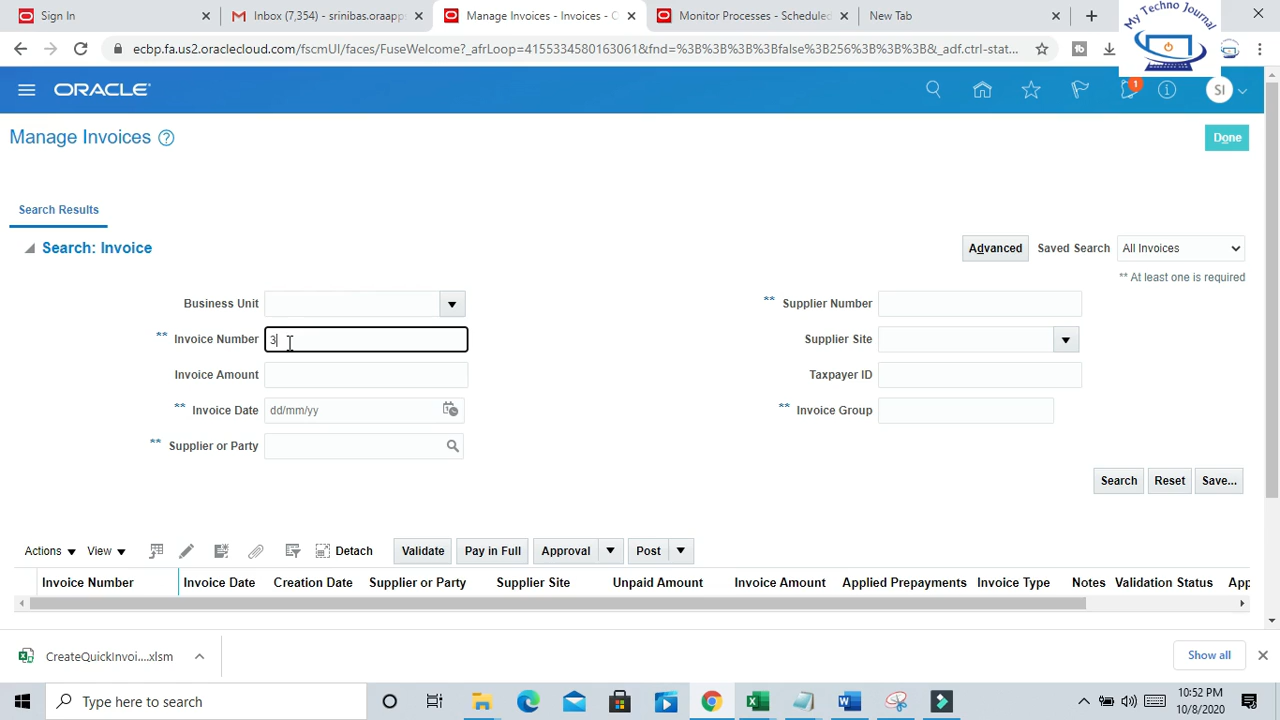 Sign In
Inbox (7,354) - srinibas.oraapp
Manage Invoices - Invoices - O
Monitor Processes - Scheduled
New Tab
My Techno Journal
ecbp.fa.us2.oraclecloud.com/fscmUI/faces/FuseWelcome?_afrLoop=4155334580163061&fnd=%3B%3B%3B%3Bfalse%3B256%3B%3B%3B&_adf.ctrl-stat...
ORACLE
1
SI
Manage Invoices
Done
Search Results
Search: Invoice
Advanced
Saved Search
All Invoices
** At least one is required
Business Unit
** Supplier Number
** Invoice Number 3
Supplier Site
Invoice Amount
Taxpayer ID
** Invoice Date dd/mm/yy
** Invoice Group
** Supplier or Party
Search
Reset
Save...
Actions
View
Detach
Validate
Pay in Full
Approval
Post
Invoice Number
Invoice Date
Creation Date
Supplier or Party
Supplier Site
Unpaid Amount
Invoice Amount
Applied Prepayments
Invoice Type
Notes
Validation Status
App
CreateQuickInvoi....xlsm
Show all
Type here to search
10:52 PM
10/8/2020